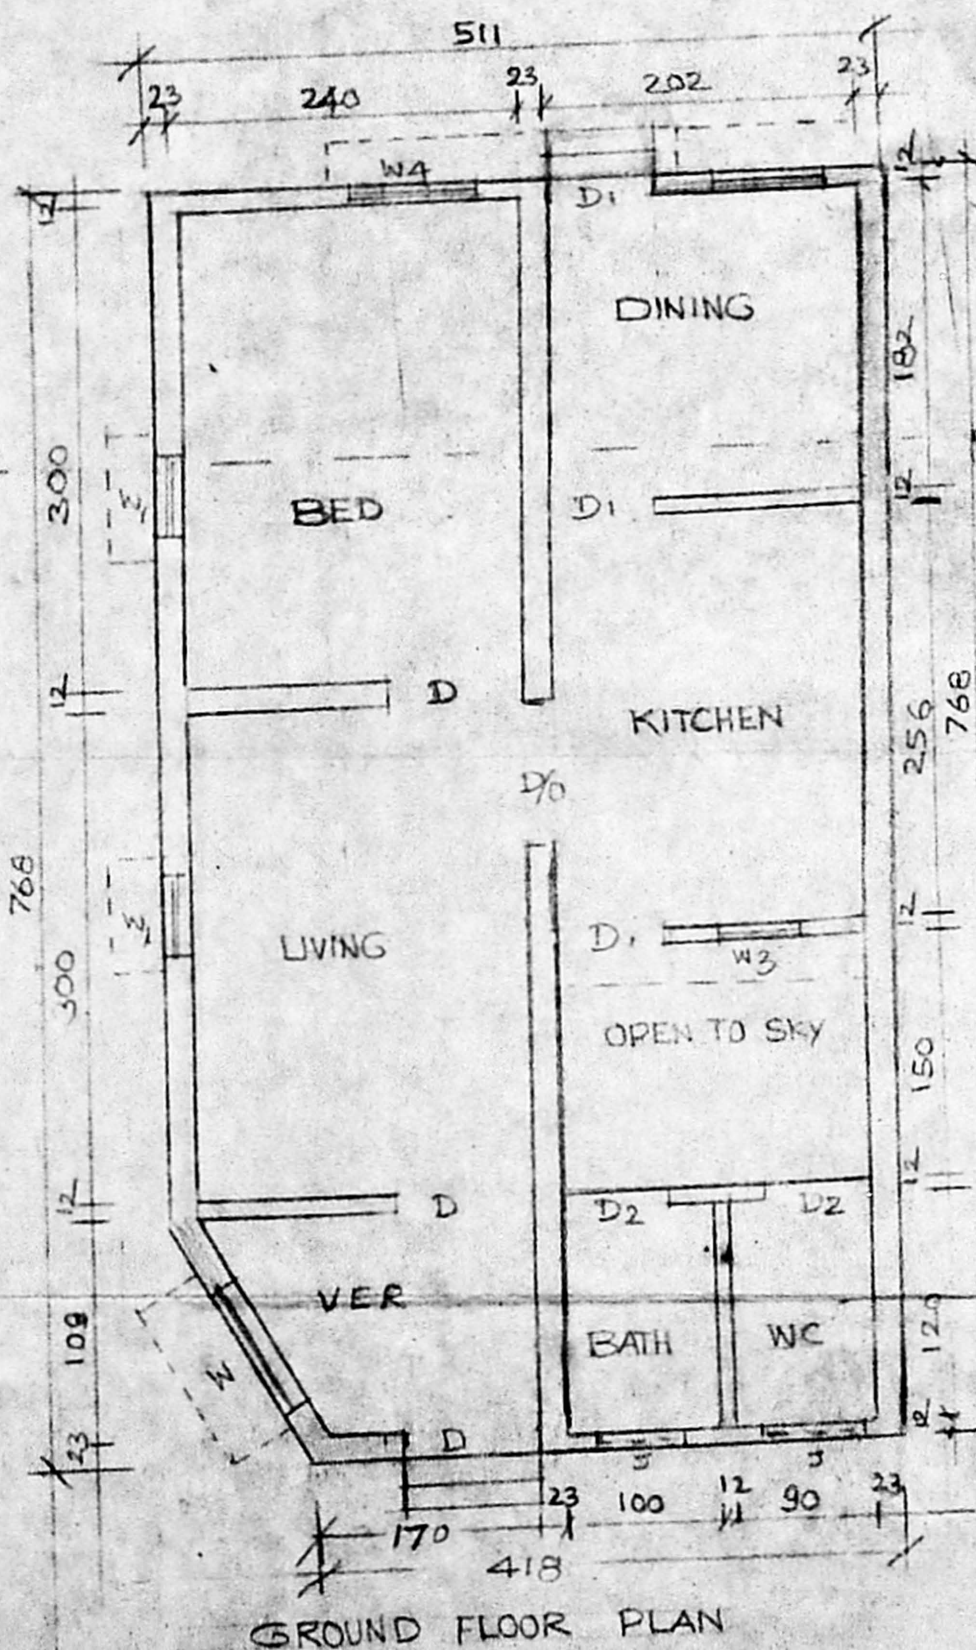 511
23 240 23 202 23
W4
D1
12
12
DINING
182
300
W1
BED
D1
12
12
D
KITCHEN
256
768
D/O
768
W1
LIVING
D1
W3
12
300
OPEN TO SKY
150
12
D
D2
D2
12
VER
109
W
BATH
WC
120
23
D
12
J
J
23 100 12 90 23
170
418
GROUND FLOOR PLAN